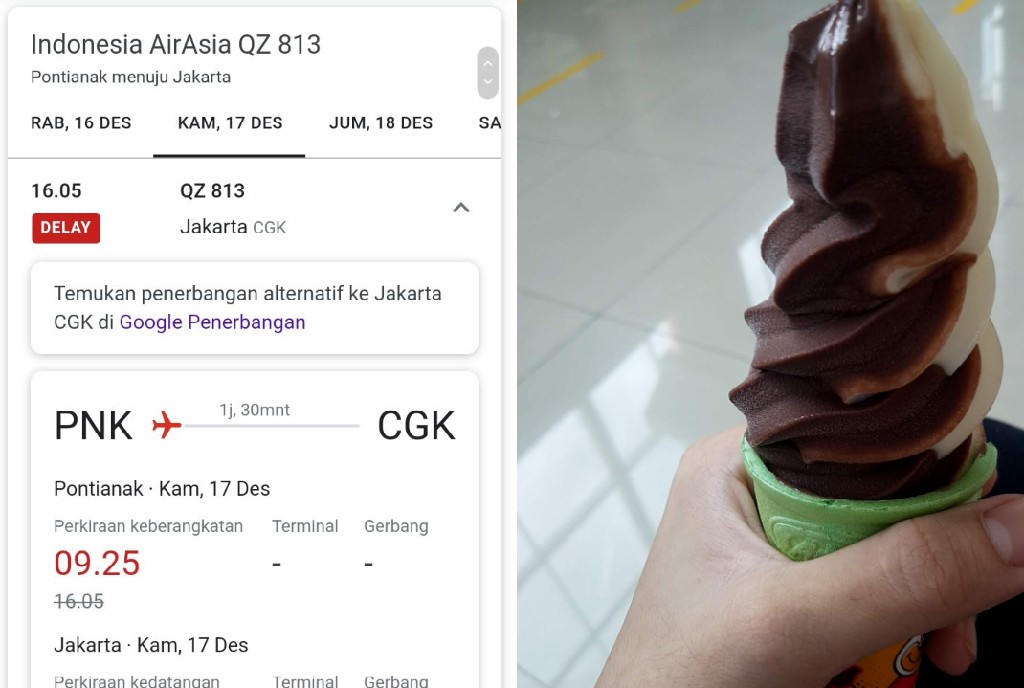 Indonesia AirAsia QZ 813
Pontianak menuju Jakarta
RAB, 16 DES KAM, 17 DES JUM, 18 DES SA
16.05 QZ 813
DELAY Jakarta CGK
Temukan penerbangan alternatif ke Jakarta
CGK di Google Penerbangan
PNK 1j, 30mnt CGK
Pontianak · Kam, 17 Des
Perkiraan keberangkatan Terminal Gerbang
09.25 - -
16.05
Jakarta · Kam, 17 Des
Perkiraan kedatangan Terminal Gerbang